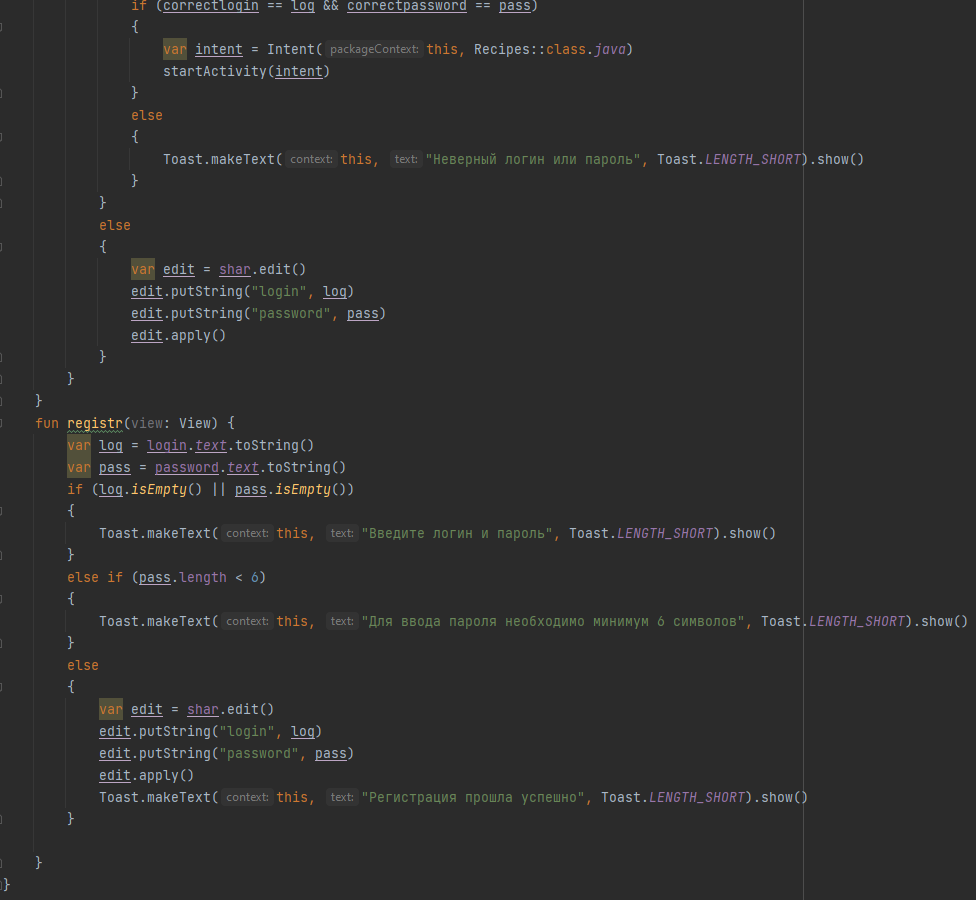 if (correctlogin == log && correctpassword == pass)
{
var intent = Intent( packageContext: this, Recipes::class.java)
startActivity(intent)
}
else
{
Toast.makeText( context: this, text: "Неверный логин или пароль", Toast.LENGTH_SHORT).show()
}
}
else
{
var edit = shar.edit()
edit.putString("login", log)
edit.putString("password", pass)
edit.apply()
}
}
}
fun registr(view: View) {
var log = login.text.toString()
var pass = password.text.toString()
if (log.isEmpty() || pass.isEmpty())
{
Toast.makeText( context: this, text: "Введите логин и пароль", Toast.LENGTH_SHORT).show()
}
else if (pass.length < 6)
{
Toast.makeText( context: this, text: "Для ввода пароля необходимо минимум 6 символов", Toast.LENGTH_SHORT).show()
}
else
{
var edit = shar.edit()
edit.putString("login", log)
edit.putString("password", pass)
edit.apply()
Toast.makeText( context: this, text: "Регистрация прошла успешно", Toast.LENGTH_SHORT).show()
}
}
}